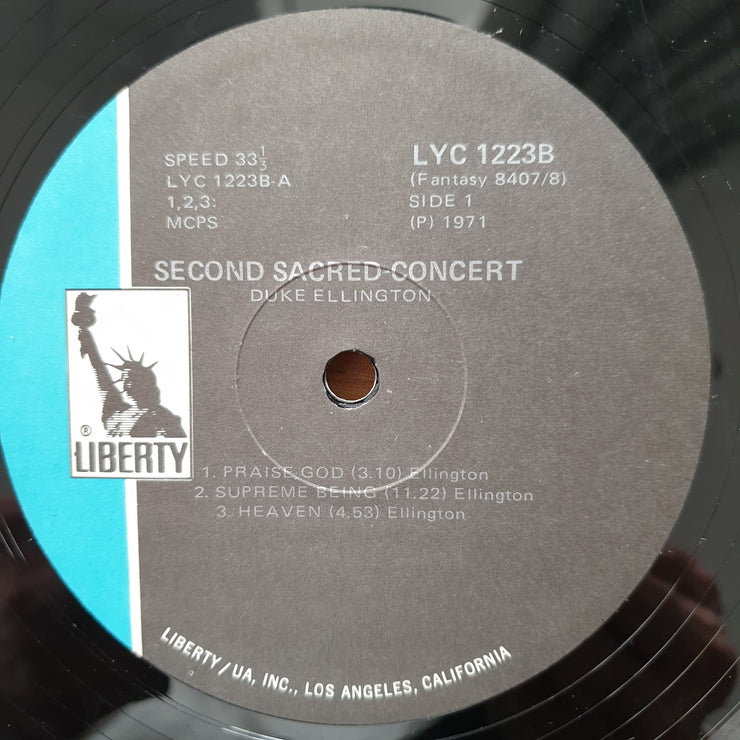 SPEED 33⅓
LYC 1223B-A
1,2,3:
MCPS
LYC 1223B
(Fantasy 8407/8)
SIDE 1
(P) 1971
SECOND SACRED CONCERT
DUKE ELLINGTON
®
LIBERTY
1. PRAISE GOD (3.10) Ellington
2. SUPREME BEING (11.22) Ellington
3. HEAVEN (4.53) Ellington
LIBERTY/UA, INC., LOS ANGELES, CALIFORNIA